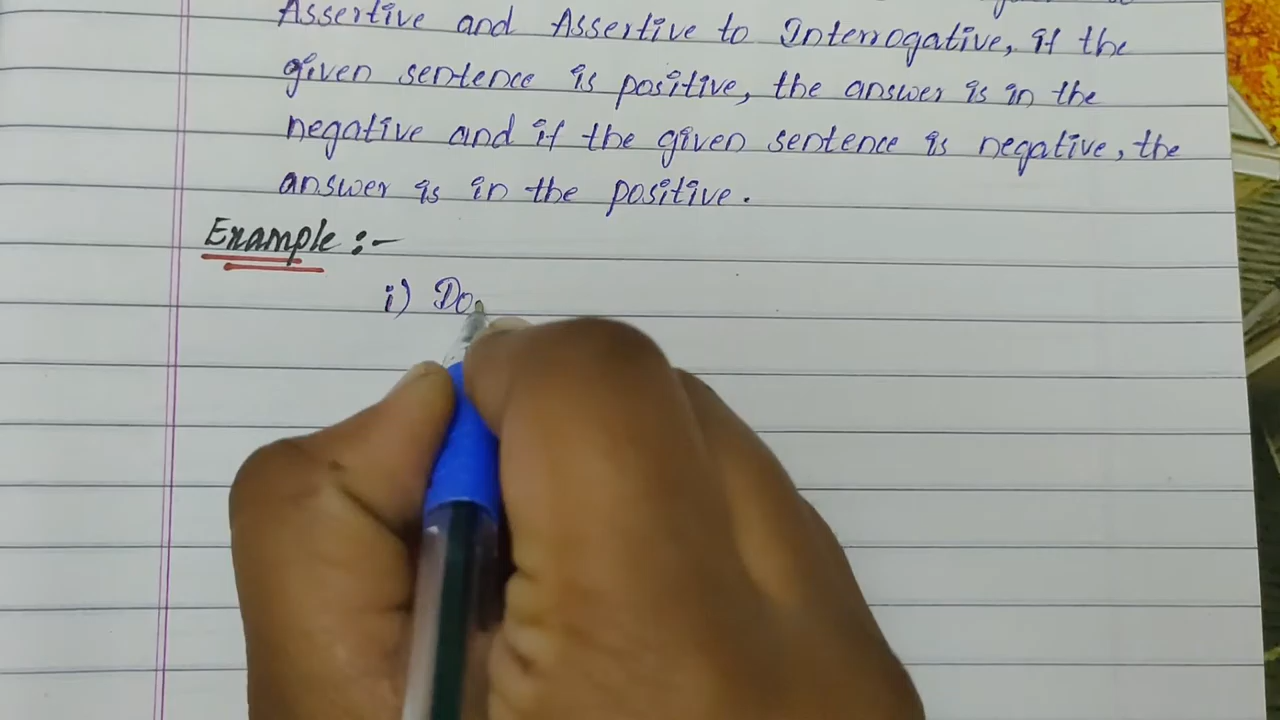 Assertive and Assertive to Interrogative, if the
given sentence is positive, the answer is in the
negative and if the given sentence is negative, the
answer is in the positive.
Example :-
i) Do